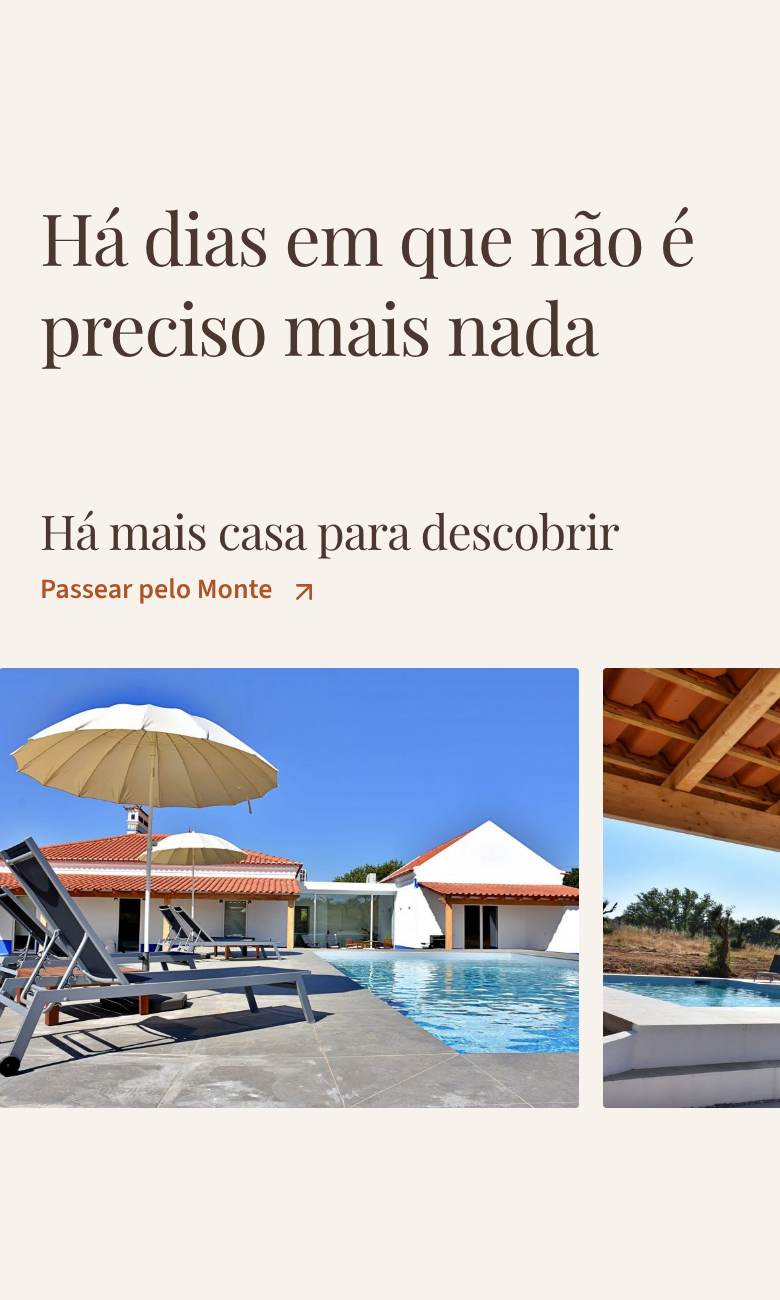 Há dias em que não é
preciso mais nada
Há mais casa para descobrir
Passear pelo Monte